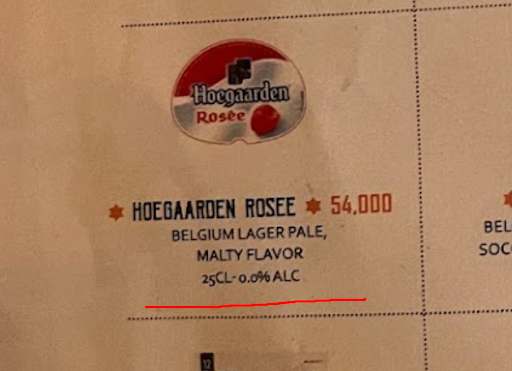 Hoegaarden
Rosée
HOEGAARDEN ROSEE 54,000
BELGIUM LAGER PALE,
MALTY FLAVOR
25CL- 0.0% ALC
BEL
SOC
12